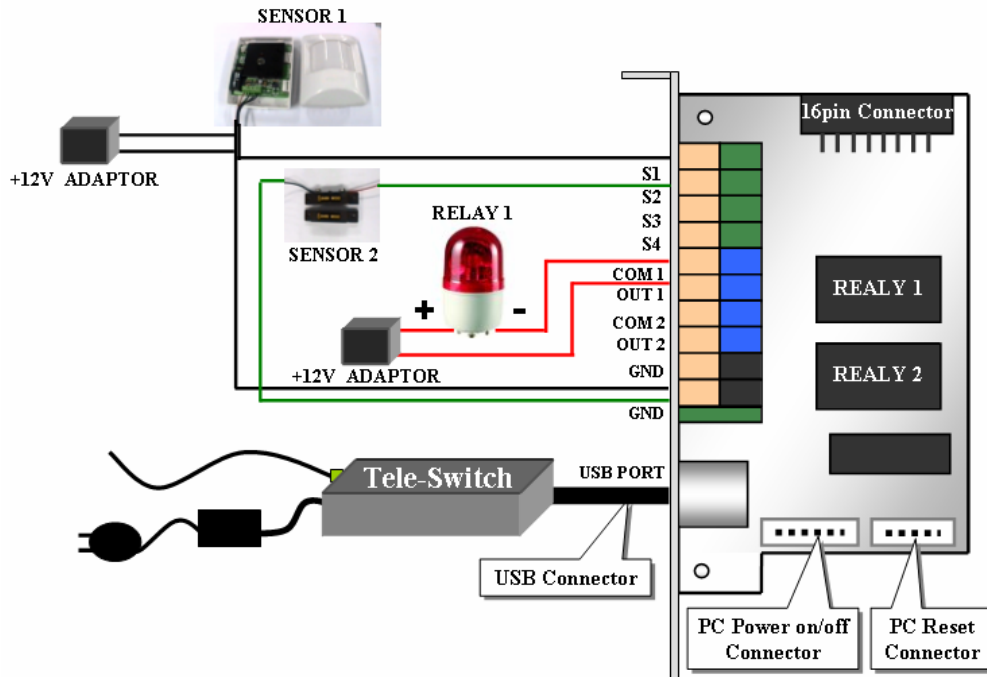 SENSOR 1
16pin Connector
+12V ADAPTOR
S1
S2
S3
S4
SENSOR 2
RELAY 1
COM 1
OUT 1
COM 2
OUT 2
GND
GND
+
-
+12V ADAPTOR
REALY 1
REALY 2
Tele-Switch
USB PORT
USB Connector
PC Power on/off
Connector
PC Reset
Connector